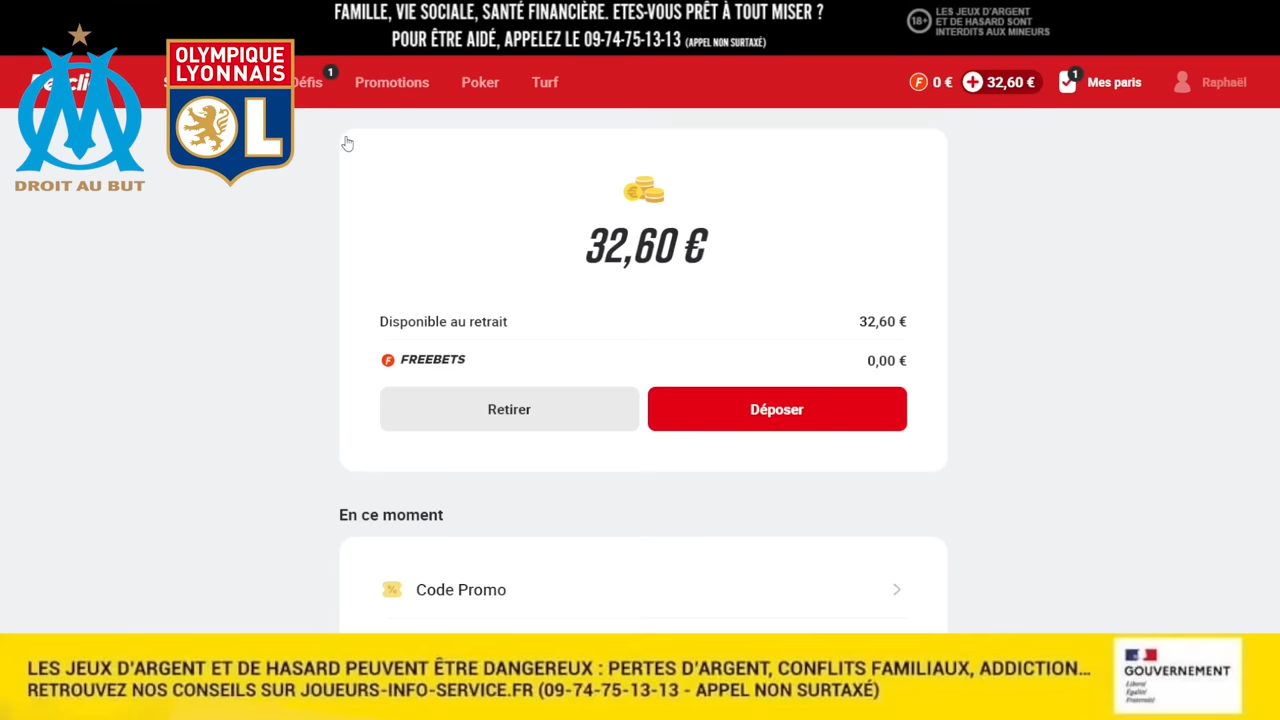 FAMILLE, VIE SOCIALE, SANTÉ FINANCIÈRE. ETES-VOUS PRÊT À TOUT MISER ?
POUR ÊTRE AIDÉ, APPELEZ LE 09-74-75-13-13 (APPEL NON SURTAXÉ)
18+
LES JEUX D'ARGENT
ET DE HASARD SONT
INTERDITS AUX MINEURS
DROIT AU BUT
OLYMPIQUE
LYONNAIS
OL
Défis 1 Promotions Poker Turf F 0 € 32,60 € 1 Mes paris Raphaël
32,60 €
Disponible au retrait 32,60 €
F FREEBETS 0,00 €
Retirer Déposer
En ce moment
Code Promo
LES JEUX D'ARGENT ET DE HASARD PEUVENT ÊTRE DANGEREUX : PERTES D'ARGENT, CONFLITS FAMILIAUX, ADDICTION...
RETROUVEZ NOS CONSEILS SUR JOUEURS-INFO-SERVICE.FR (09-74-75-13-13 - APPEL NON SURTAXÉ)
GOUVERNEMENT
Liberté
Égalité
Fraternité